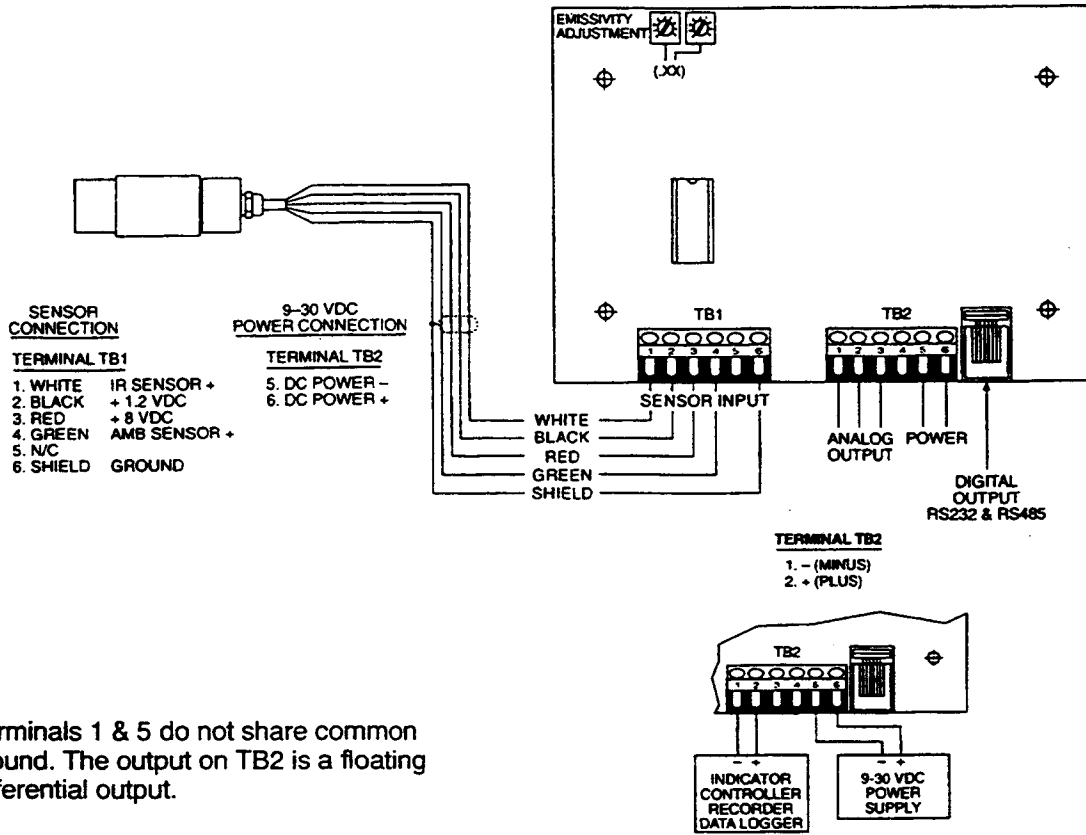 EMISSIVITY
ADJUSTMENT
(.XX)
SENSOR
CONNECTION
TERMINAL TB1
1. WHITE IR SENSOR +
2. BLACK + 1.2 VDC
3. RED + 8 VDC
4. GREEN AMB SENSOR +
5. N/C
6. SHIELD GROUND
9–30 VDC
POWER CONNECTION
TERMINAL TB2
5. DC POWER –
6. DC POWER +
TB1
1 2 3 4 5 6
SENSOR INPUT
WHITE
BLACK
RED
GREEN
SHIELD
TB2
1 2 3 4 5 6
ANALOG
OUTPUT
POWER
DIGITAL
OUTPUT
RS232 & RS485
TERMINAL TB2
1. – (MINUS)
2. + (PLUS)
TB2
1 2 3 4 5 6
– +
INDICATOR
CONTROLLER
RECORDER
DATA LOGGER
– +
9-30 VDC
POWER
SUPPLY
rminals 1 & 5 do not share common
ound. The output on TB2 is a floating
ferential output.